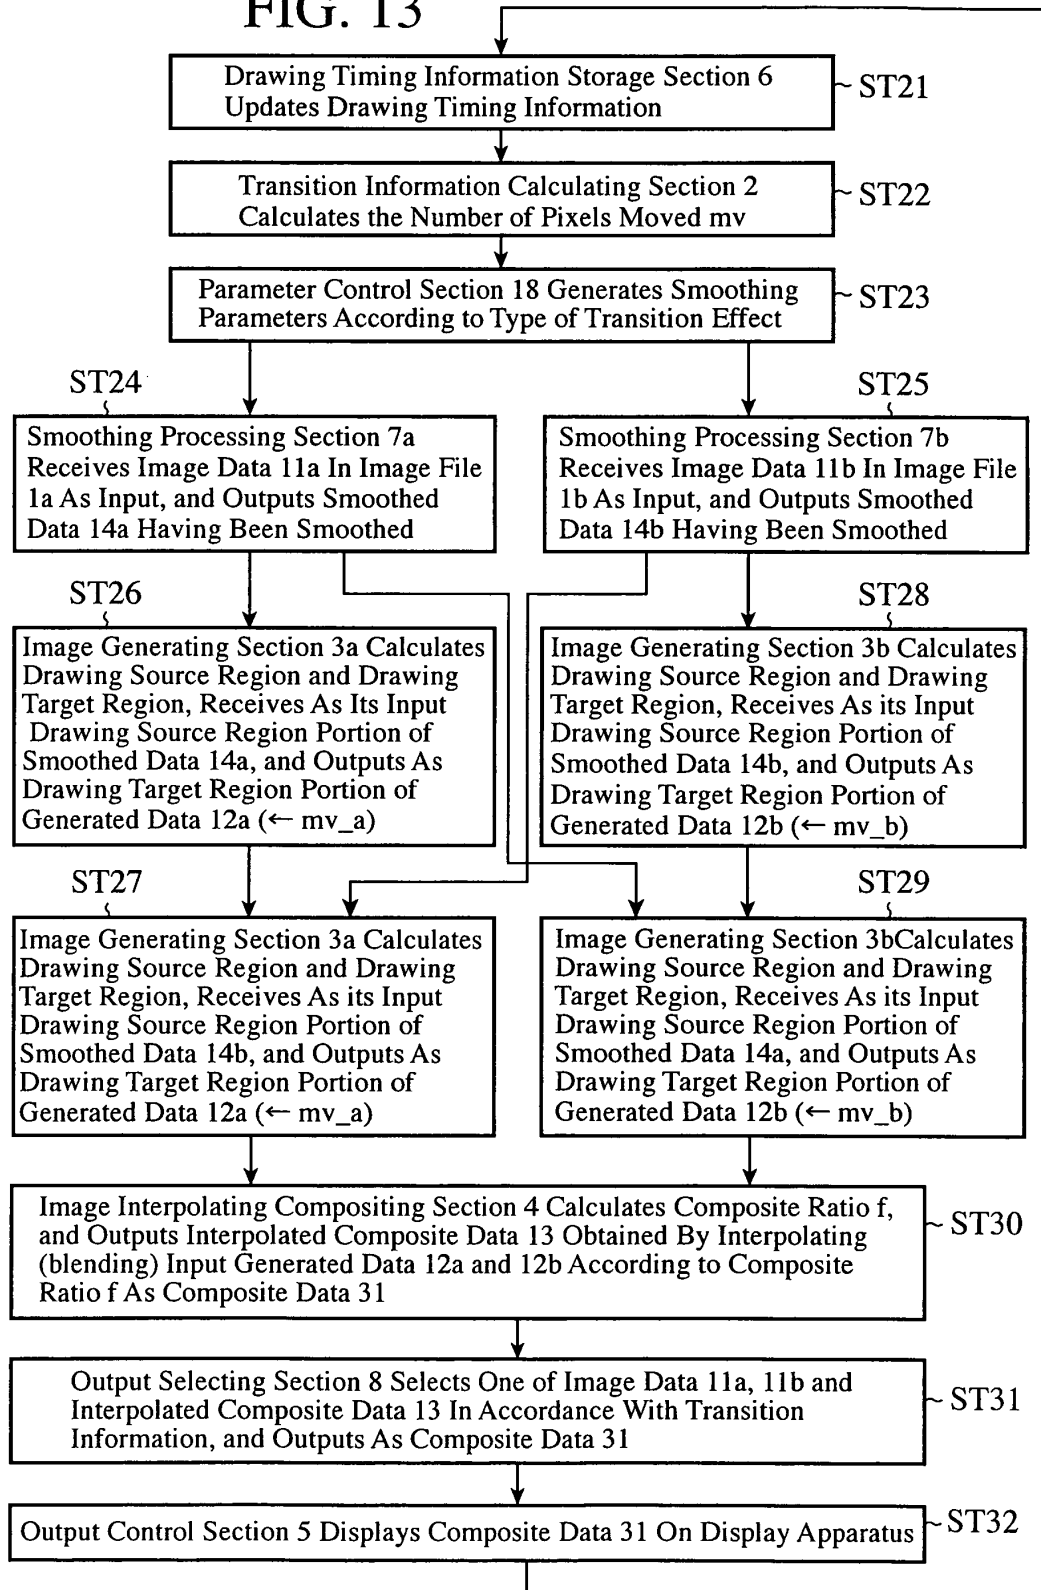 FIG. 13
Drawing Timing Information Storage Section 6
Updates Drawing Timing Information
ST21
Transition Information Calculating Section 2
Calculates the Number of Pixels Moved mv
ST22
Parameter Control Section 18 Generates Smoothing
Parameters According to Type of Transition Effect
ST23
ST24
Smoothing Processing Section 7a
Receives Image Data 11a In Image File
1a As Input, and Outputs Smoothed
Data 14a Having Been Smoothed
ST25
Smoothing Processing Section 7b
Receives Image Data 11b In Image File
1b As Input, and Outputs Smoothed
Data 14b Having Been Smoothed
ST26
Image Generating Section 3a Calculates
Drawing Source Region and Drawing
Target Region, Receives As Its Input
Drawing Source Region Portion of
Smoothed Data 14a, and Outputs As
Drawing Target Region Portion of
Generated Data 12a (← mv_a)
ST28
Image Generating Section 3b Calculates
Drawing Source Region and Drawing
Target Region, Receives As its Input
Drawing Source Region Portion of
Smoothed Data 14b, and Outputs As
Drawing Target Region Portion of
Generated Data 12b (← mv_b)
ST27
Image Generating Section 3a Calculates
Drawing Source Region and Drawing
Target Region, Receives As its Input
Drawing Source Region Portion of
Smoothed Data 14b, and Outputs As
Drawing Target Region Portion of
Generated Data 12a (← mv_a)
ST29
Image Generating Section 3bCalculates
Drawing Source Region and Drawing
Target Region, Receives As its Input
Drawing Source Region Portion of
Smoothed Data 14a, and Outputs As
Drawing Target Region Portion of
Generated Data 12b (← mv_b)
Image Interpolating Compositing Section 4 Calculates Composite Ratio f,
and Outputs Interpolated Composite Data 13 Obtained By Interpolating
(blending) Input Generated Data 12a and 12b According to Composite
Ratio f As Composite Data 31
ST30
Output Selecting Section 8 Selects One of Image Data 11a, 11b and
Interpolated Composite Data 13 In Accordance With Transition
Information, and Outputs As Composite Data 31
ST31
Output Control Section 5 Displays Composite Data 31 On Display Apparatus
ST32